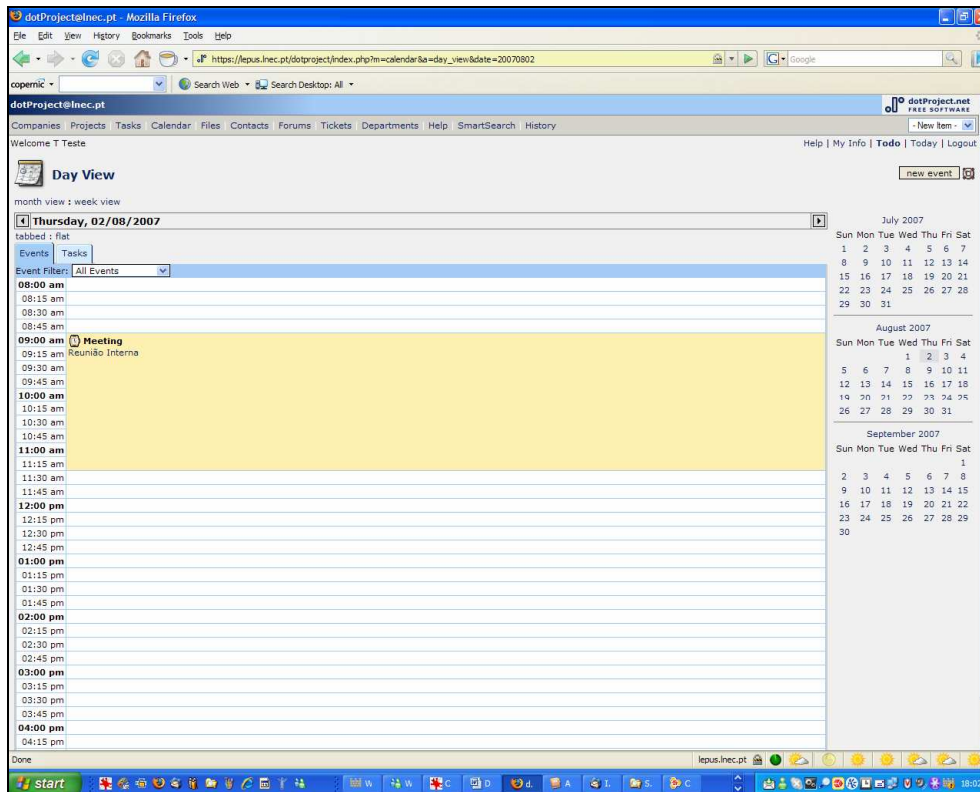 dotProject@lnec.pt - Mozilla Firefox
File Edit View History Bookmarks Tools Help
https://lepus.lnec.pt/dotproject/index.php?m=calendar&a=day_view&date=20070802
Google
copernic Search Web Search Desktop: All
dotProject@lnec.pt
dotProject.net
FREE SOFTWARE
Companies Projects Tasks Calendar Files Contacts Forums Tickets Departments Help SmartSearch History
- New Item -
Welcome T Teste
Help | My Info | Todo | Today | Logout
Day View
new event
month view : week view
Thursday, 02/08/2007
tabbed : flat
Events Tasks
Event Filter: All Events
08:00 am
08:15 am
08:30 am
08:45 am
09:00 am Meeting
09:15 am Reunião Interna
09:30 am
09:45 am
10:00 am
10:15 am
10:30 am
10:45 am
11:00 am
11:15 am
11:30 am
11:45 am
12:00 pm
12:15 pm
12:30 pm
12:45 pm
01:00 pm
01:15 pm
01:30 pm
01:45 pm
02:00 pm
02:15 pm
02:30 pm
02:45 pm
03:00 pm
03:15 pm
03:30 pm
03:45 pm
04:00 pm
04:15 pm
July 2007
Sun Mon Tue Wed Thu Fri Sat
1 2 3 4 5 6 7
8 9 10 11 12 13 14
15 16 17 18 19 20 21
22 23 24 25 26 27 28
29 30 31
August 2007
Sun Mon Tue Wed Thu Fri Sat
1 2 3 4
5 6 7 8 9 10 11
12 13 14 15 16 17 18
19 20 21 22 23 24 25
26 27 28 29 30 31
September 2007
Sun Mon Tue Wed Thu Fri Sat
1
2 3 4 5 6 7 8
9 10 11 12 13 14 15
16 17 18 19 20 21 22
23 24 25 26 27 28 29
30
Done
lepus.lnec.pt
start
W W C D d. A I. S. C